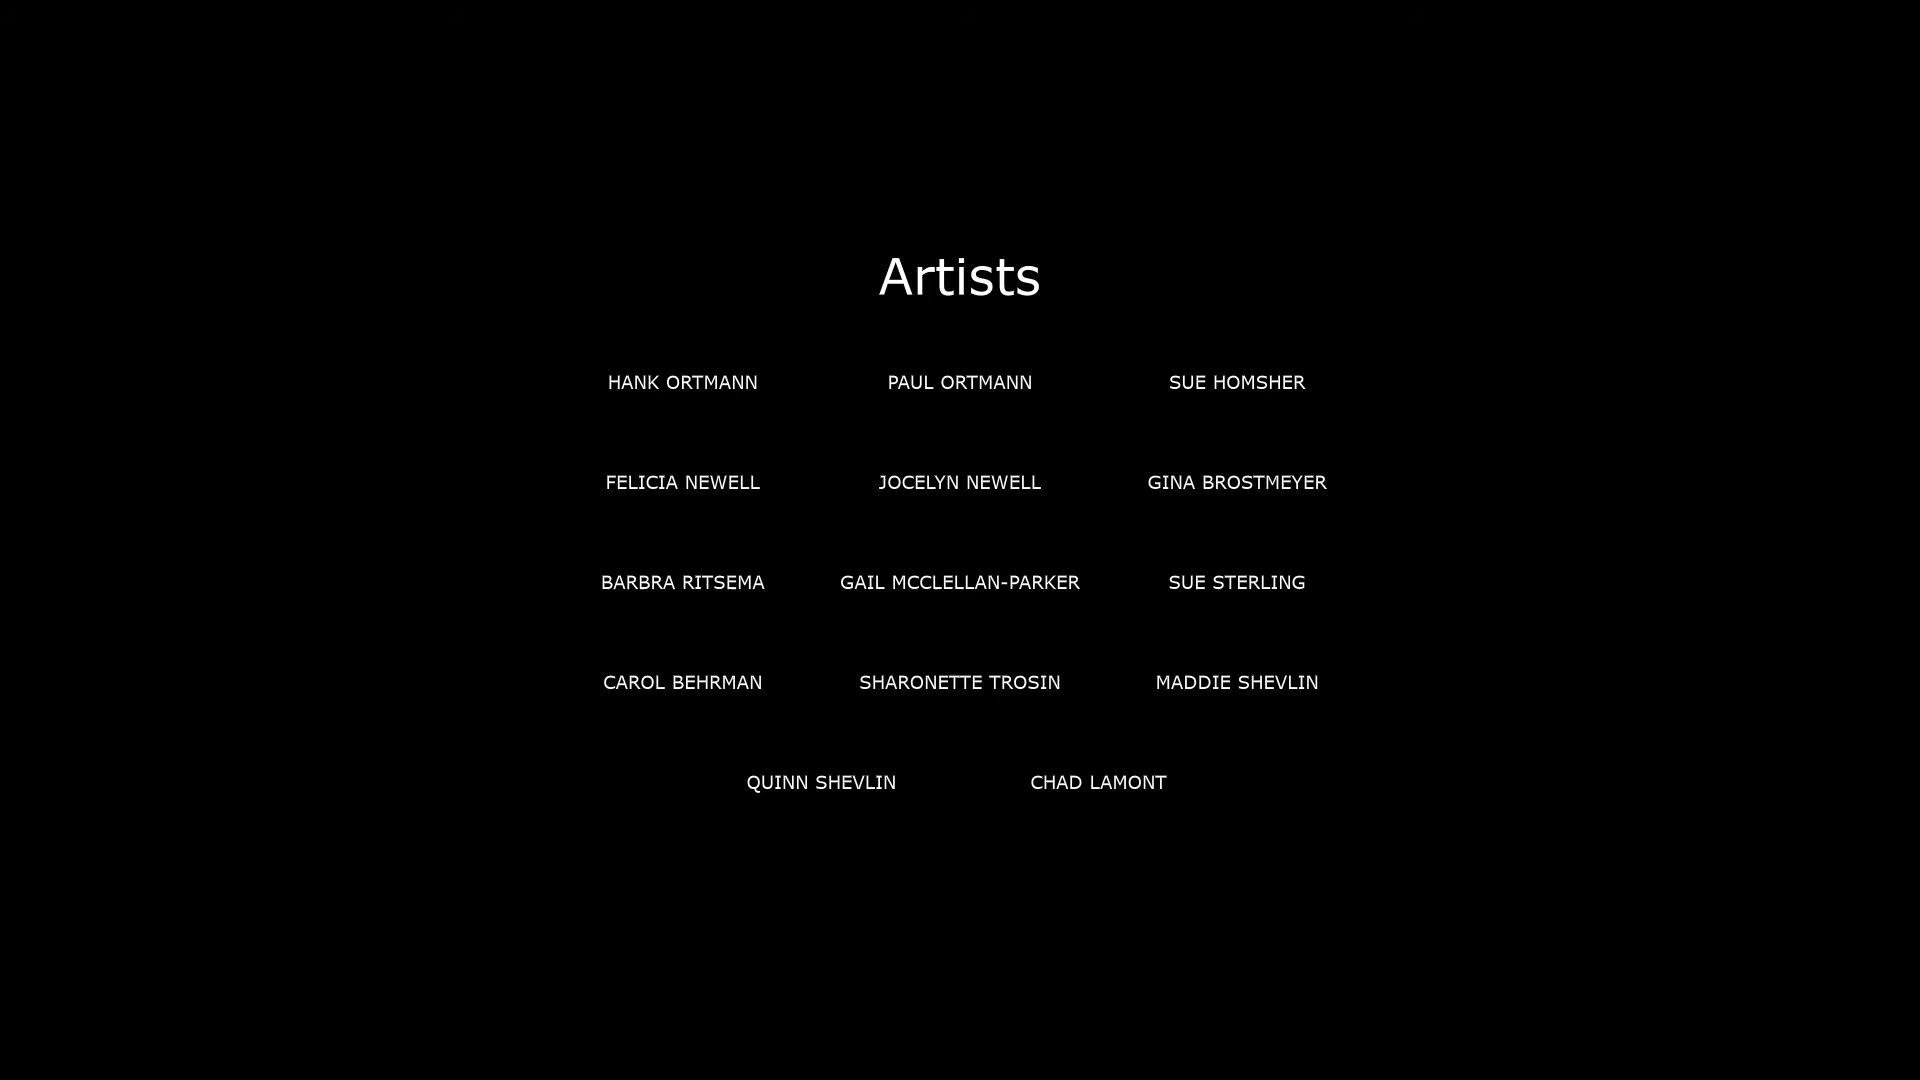 Artists
HANK ORTMANN PAUL ORTMANN SUE HOMSHER
FELICIA NEWELL JOCELYN NEWELL GINA BROSTMEYER
BARBRA RITSEMA GAIL MCCLELLAN-PARKER SUE STERLING
CAROL BEHRMAN SHARONETTE TROSIN MADDIE SHEVLIN
QUINN SHEVLIN CHAD LAMONT